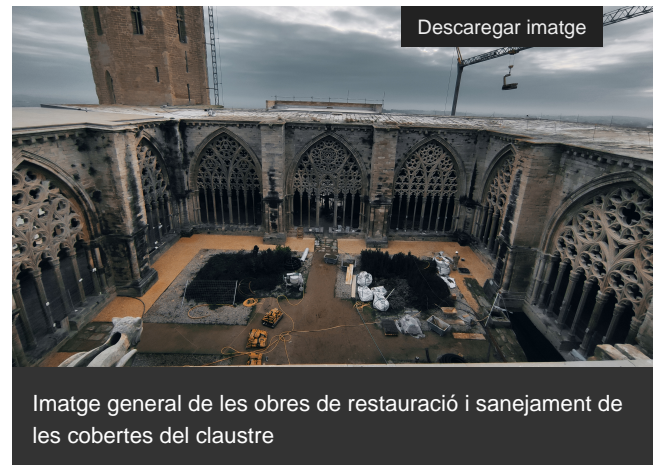 Descaregar imatge
Imatge general de les obres de restauració i sanejament de
les cobertes del claustre